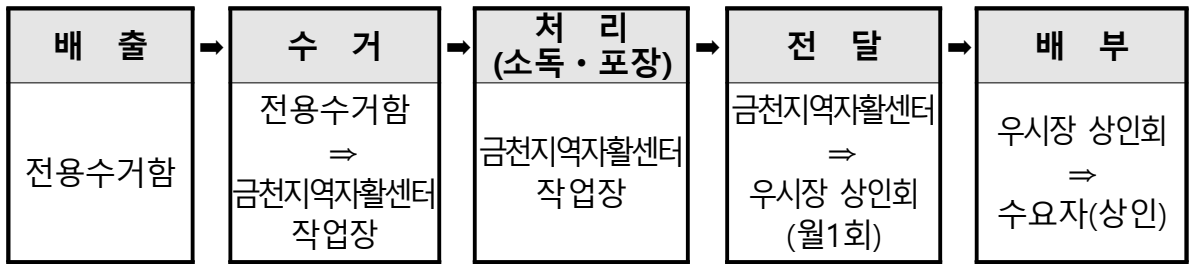 배 출
전용수거함
➡
수 거
전용수거함
⇒
금천지역자활센터
작업장
➡
처 리
(소독・포장)
금천지역자활센터
작업장
➡
전 달
금천지역자활센터
⇒
우시장 상인회
(월1회)
➡
배 부
우시장 상인회
⇒
수요자(상인)